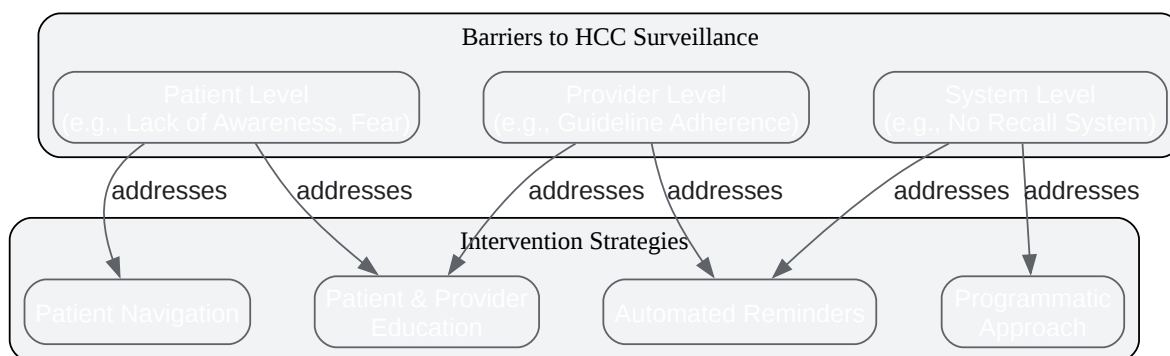 Barriers to HCC Surveillance
Patient Level
(e.g., Lack of Awareness, Fear)
Provider Level
(e.g., Guideline Adherence)
System Level
(e.g., No Recall System)
addresses
addresses
addresses
addresses
addresses
addresses
Intervention Strategies
Patient Navigation
Patient & Provider
Education
Automated Reminders
Programmatic
Approach